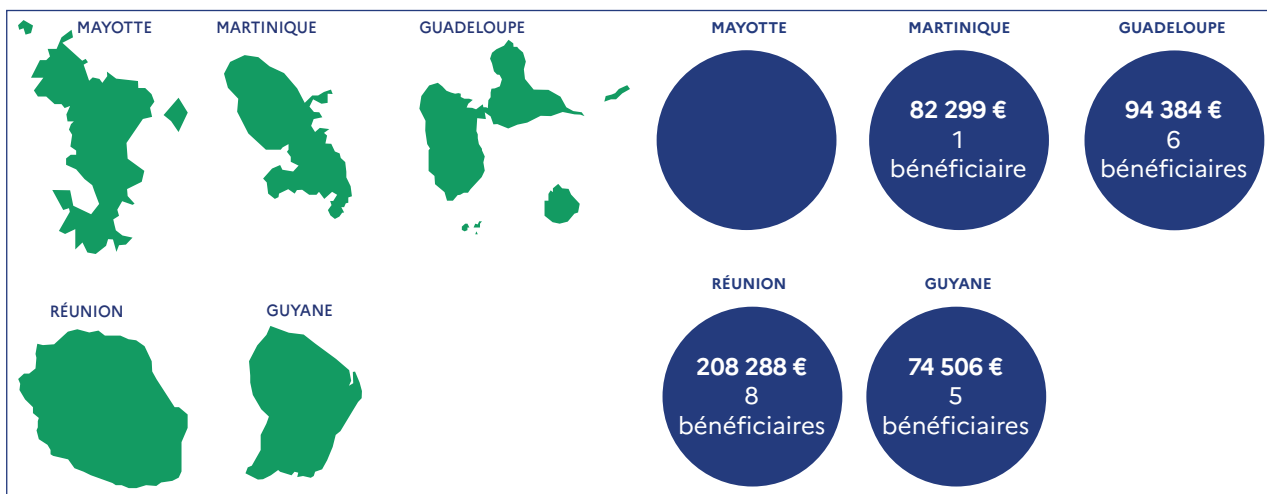 MAYOTTE
MARTINIQUE
GUADELOUPE
RÉUNION
GUYANE
MAYOTTE
MARTINIQUE
82 299 €
1
bénéficiaire
GUADELOUPE
94 384 €
6
bénéficiaires
RÉUNION
208 288 €
8
bénéficiaires
GUYANE
74 506 €
5
bénéficiaires